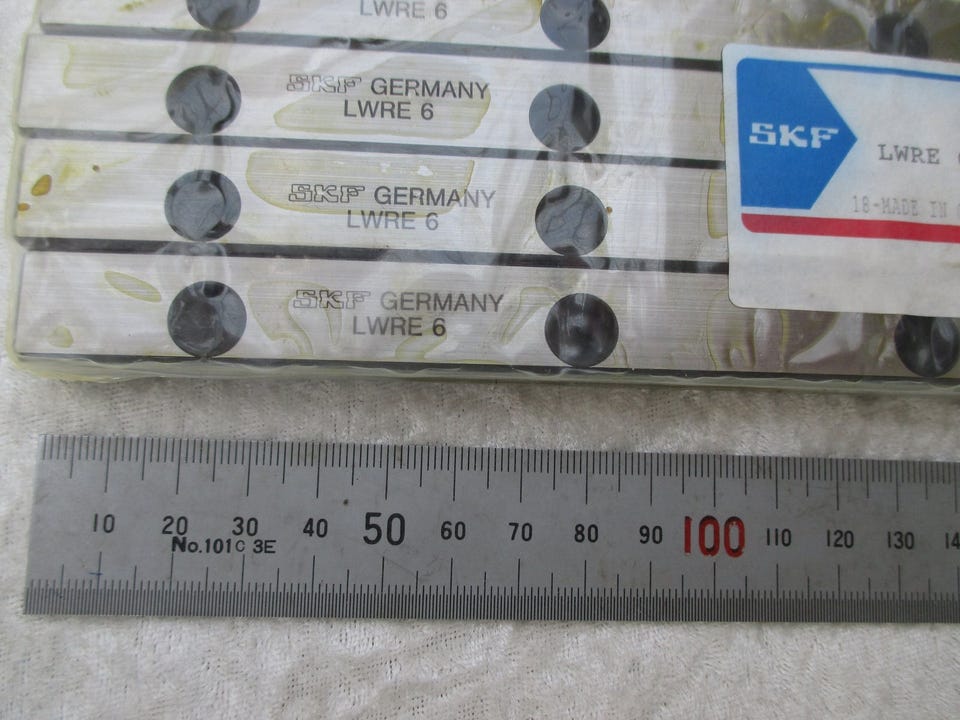 LWRE 6
SKF GERMANY
LWRE 6
SKF
LWRE
18-MADE IN
SKF GERMANY
LWRE 6
SKF GERMANY
LWRE 6
10 20 30 40 50 60 70 80 90 100 110 120 130
No.101C 3E